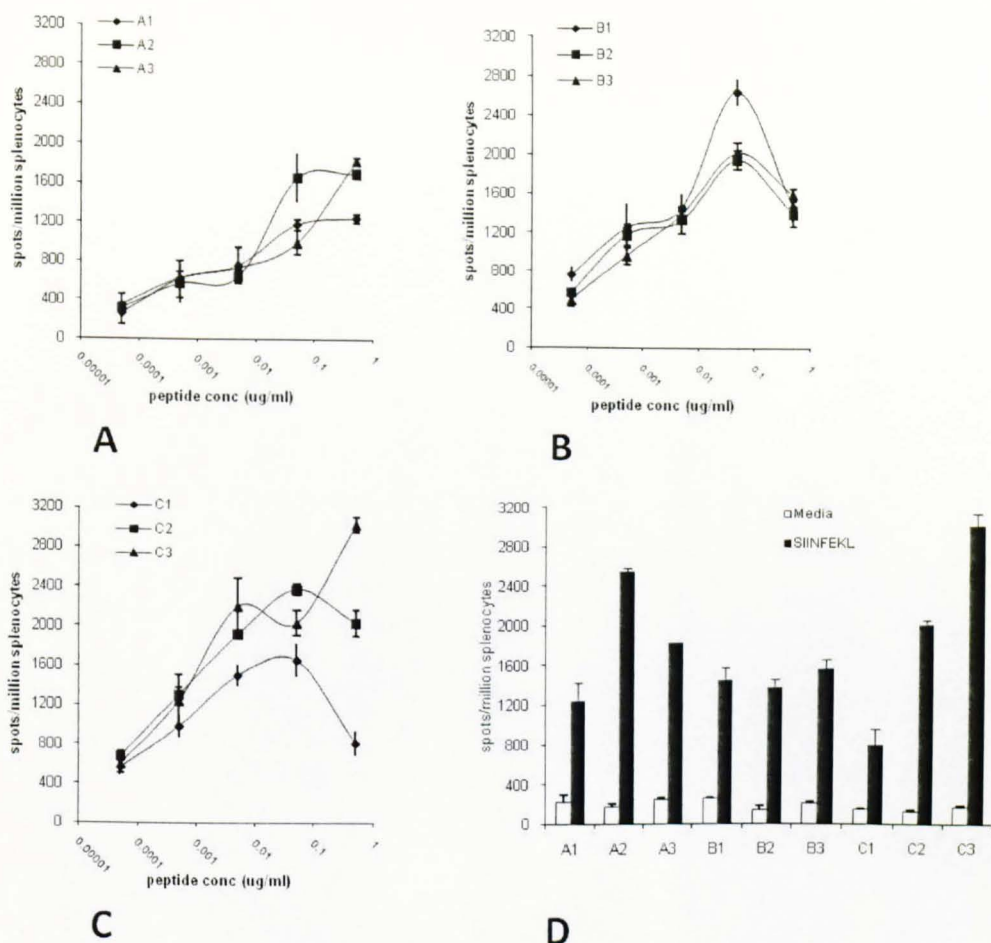 3200
2800
2400
2000
1600
1200
800
400
0
spots/million splenocytes
A1
A2
A3
0.00001
0.0001
0.001
0.01
0.1
1
peptide conc (ug/ml)
A
3200
2800
2400
2000
1600
1200
800
400
0
spots/million splenocytes
B1
B2
B3
0.00001
0.0001
0.001
0.01
0.1
1
peptide conc (ug/ml)
B
3200
2800
2400
2000
1600
1200
800
400
0
spots/million splenocytes
C1
C2
C3
0.00001
0.0001
0.001
0.01
0.1
1
peptide conc (ug/ml)
C
3200
2800
2400
2000
1600
1200
800
400
0
spots/million splenocytes
Media
SIINFEKL
A1 A2 A3 B1 B2 B3 C1 C2 C3
D